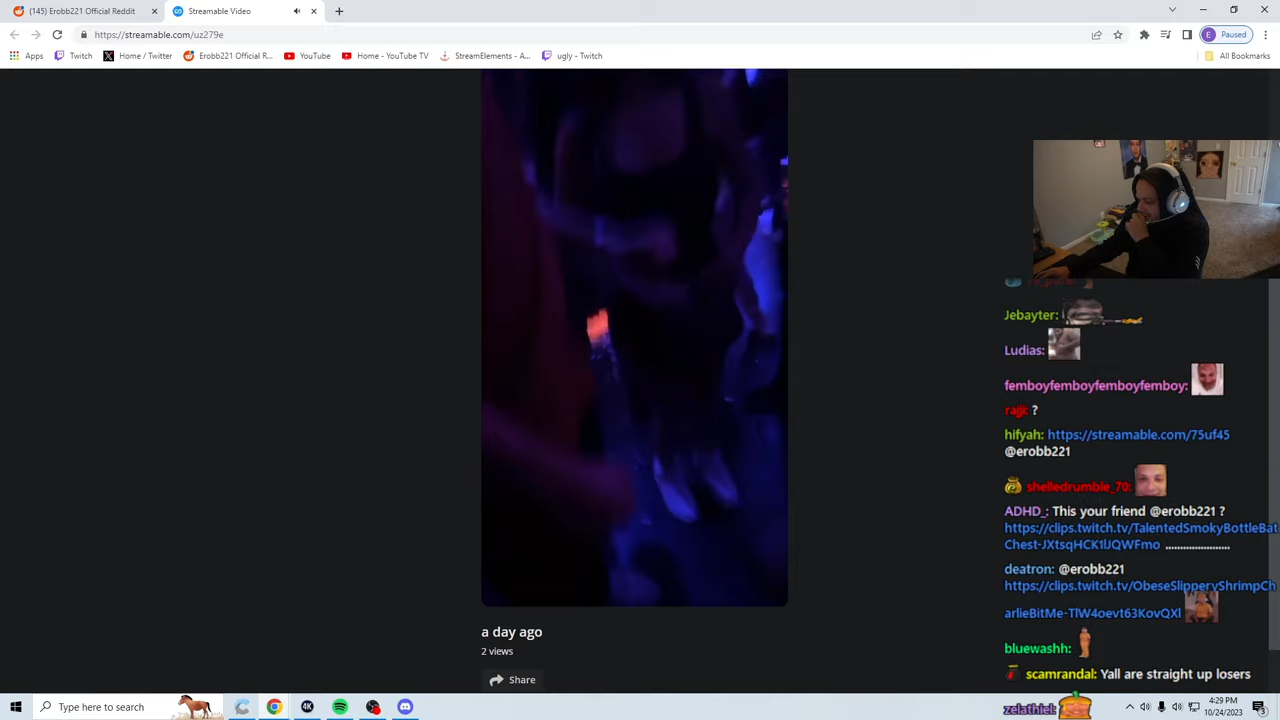 (145) Erobb221 Official Reddit
Streamable Video
https://streamable.com/uz279e
Paused
Apps
Twitch
Home / Twitter
Erobb221 Official R...
YouTube
Home - YouTube TV
StreamElements - A...
ugly - Twitch
All Bookmarks
Jebayter:
Ludias:
femboyfemboyfemboyfemboy:
rajjk ?
hifyah: https://streamable.com/75uf45
@erobb221
shelledrumble_70:
ADHD_: This your friend @erobb221 ?
https://clips.twitch.tv/TalentedSmokyBottleBat
Chest-JXtsqHCK1lJQWFmo ......................
deatron: @erobb221
https://clips.twitch.tv/ObeseSlipperyShrimpCh
arlieBitMe-TlW4oevt63KovQXl
bluewashh:
scamrandal: Yall are straight up losers
zelathiel:
a day ago
2 views
Share
Type here to search
4K
4:29 PM
10/24/2023
3